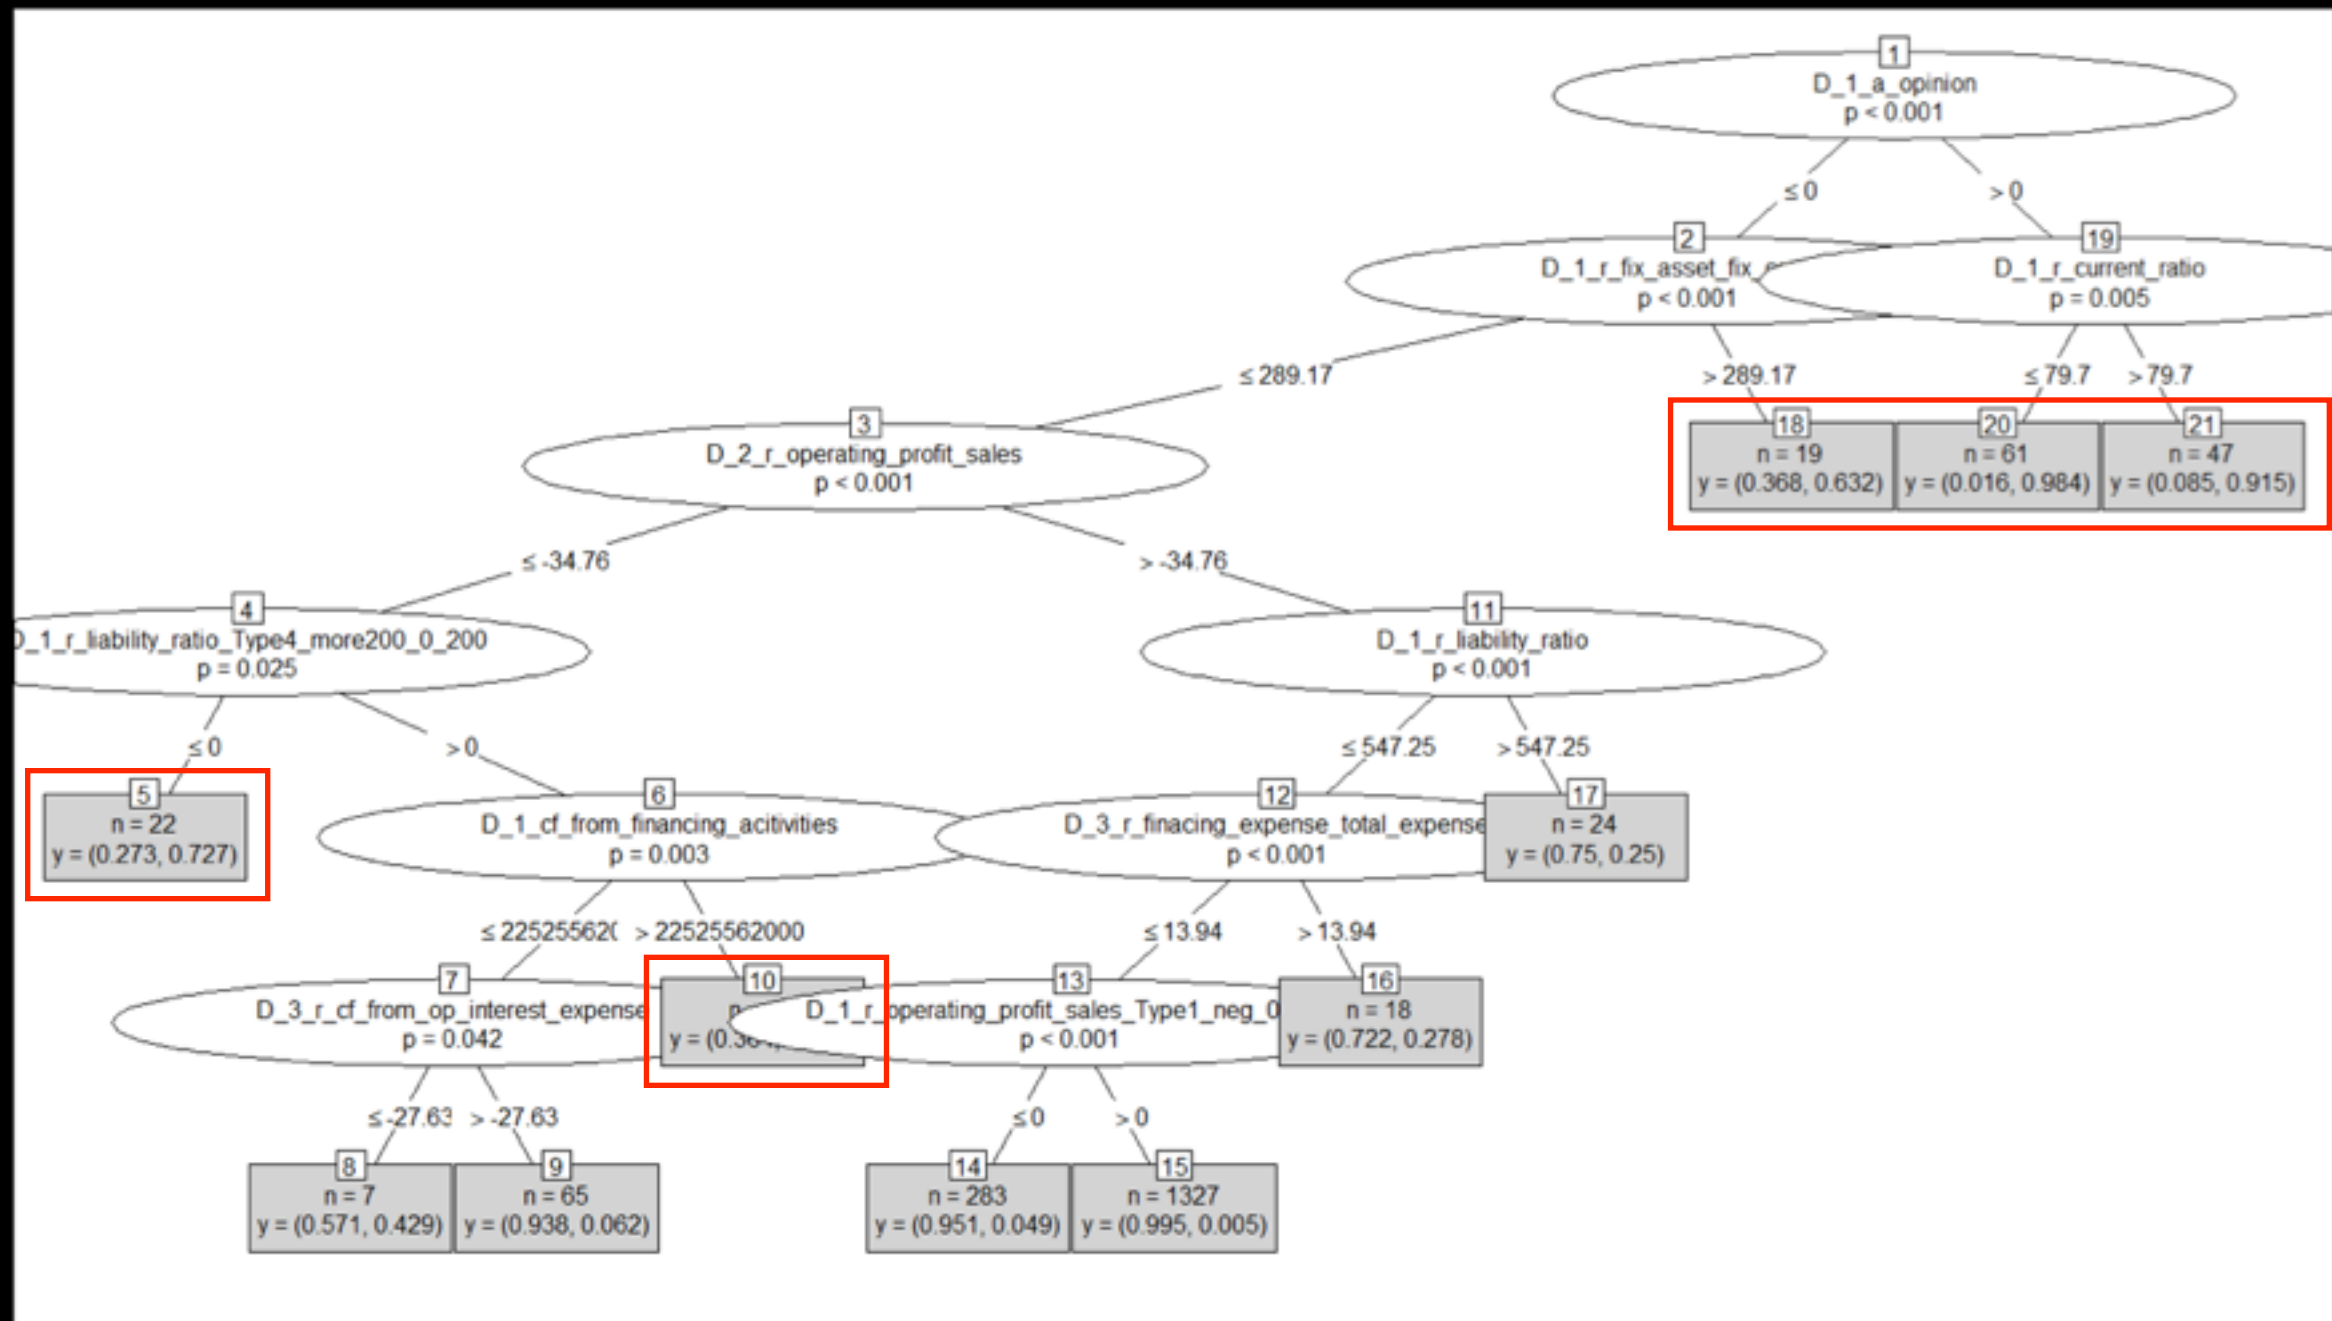 1
D_1_a_opinion
p < 0.001
≤ 0
> 0
2
D_1_r_fix_asset_fix_
p < 0.001
19
D_1_r_current_ratio
p = 0.005
≤ 289.17
> 289.17
≤ 79.7
> 79.7
3
D_2_r_operating_profit_sales
p < 0.001
18
n = 19
y = (0.368, 0.632)
20
n = 61
y = (0.016, 0.984)
21
n = 47
y = (0.085, 0.915)
≤ -34.76
> -34.76
4
D_1_r_liability_ratio_Type4_more200_0_200
p = 0.025
11
D_1_r_liability_ratio
p < 0.001
≤ 0
> 0
≤ 547.25
> 547.25
5
n = 22
y = (0.273, 0.727)
6
D_1_cf_from_financing_acitivities
p = 0.003
12
D_3_r_finacing_expense_total_expense
p < 0.001
17
n = 24
y = (0.75, 0.25)
≤ 2252556200
> 22525562000
≤ 13.94
> 13.94
7
D_3_r_cf_from_op_interest_expense
p = 0.042
10
n
y = (0.36
13
D_1_r_operating_profit_sales_Type1_neg_0
p < 0.001
16
n = 18
y = (0.722, 0.278)
≤ -27.63
> -27.63
≤ 0
> 0
8
n = 7
y = (0.571, 0.429)
9
n = 65
y = (0.938, 0.062)
14
n = 283
y = (0.951, 0.049)
15
n = 1327
y = (0.995, 0.005)